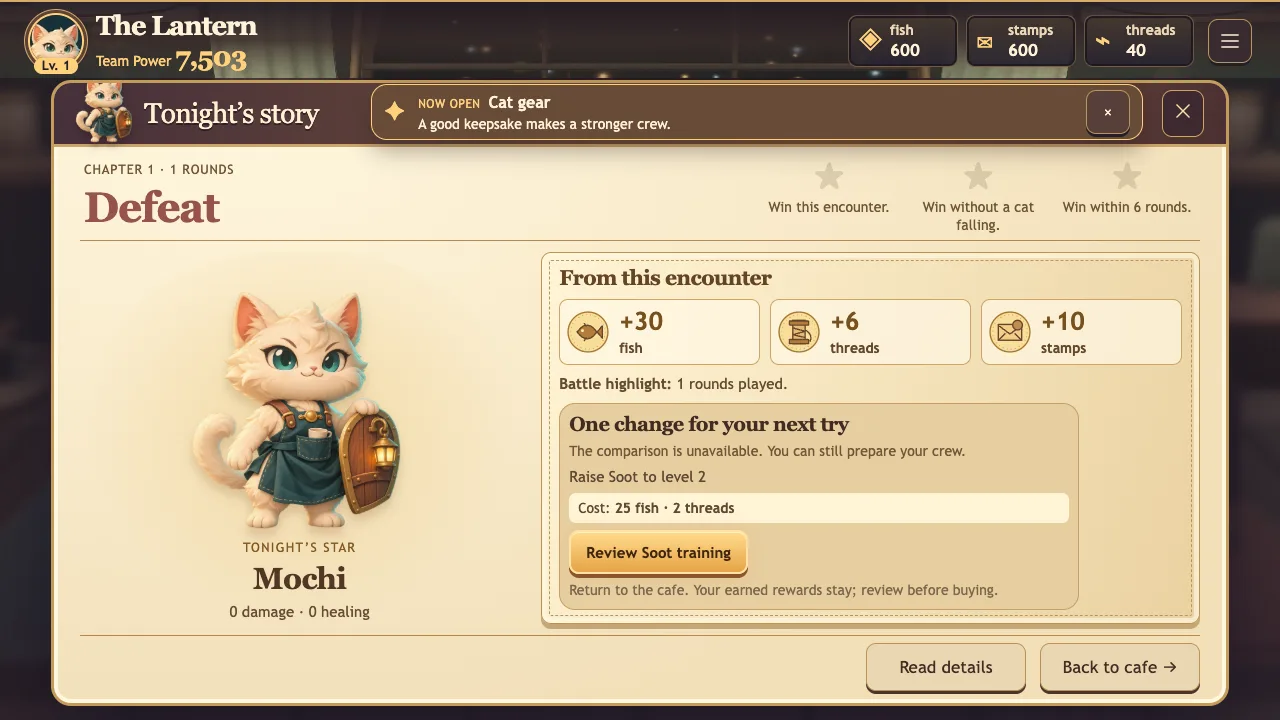 The Lantern
Lv. 1
Team Power 7,503
fish
600
stamps
600
threads
40
Tonight's story
NOW OPEN Cat gear
A good keepsake makes a stronger crew.
×
CHAPTER 1 · 1 ROUNDS
Defeat
Win this encounter.
Win without a cat
falling.
Win within 6 rounds.
From this encounter
+30
fish
+6
threads
+10
stamps
Battle highlight: 1 rounds played.
One change for your next try
The comparison is unavailable. You can still prepare your crew.
Raise Soot to level 2
Cost: 25 fish · 2 threads
Review Soot training
Return to the cafe. Your earned rewards stay; review before buying.
TONIGHT'S STAR
Mochi
0 damage · 0 healing
Read details
Back to cafe →